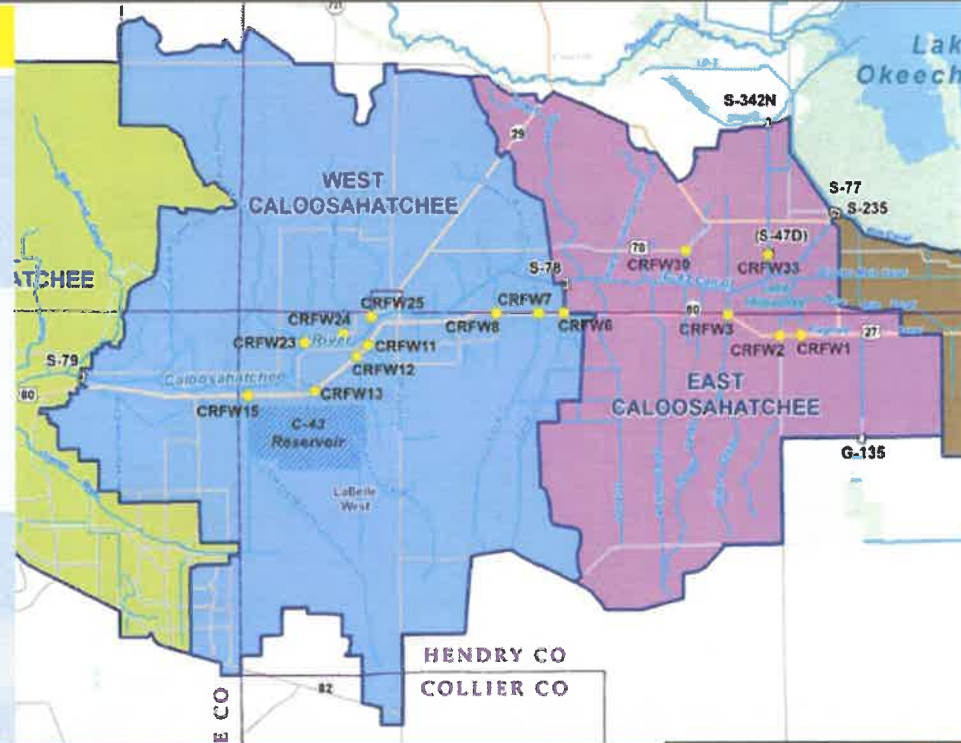 Lak
Okeech
S-342N
29
WEST
CALOOSAHATCHEE
S-77
S-235
(S-47D)
ATCHEE
78
CRFW30
CRFW33
S-78
CRFW25
CRFW7
CRFW24
CRFW8
CRFW6
80
CRFW3
CRFW23
River
CRFW11
CRFW2
CRFW1
27
S-79
CRFW12
Caloosahatchee
EAST
CALOOSAHATCHEE
80
CRFW13
CRFW15
C-43
Reservoir
G-135
LaBelle
West
HENDRY CO
82
COLLIER CO
E CO